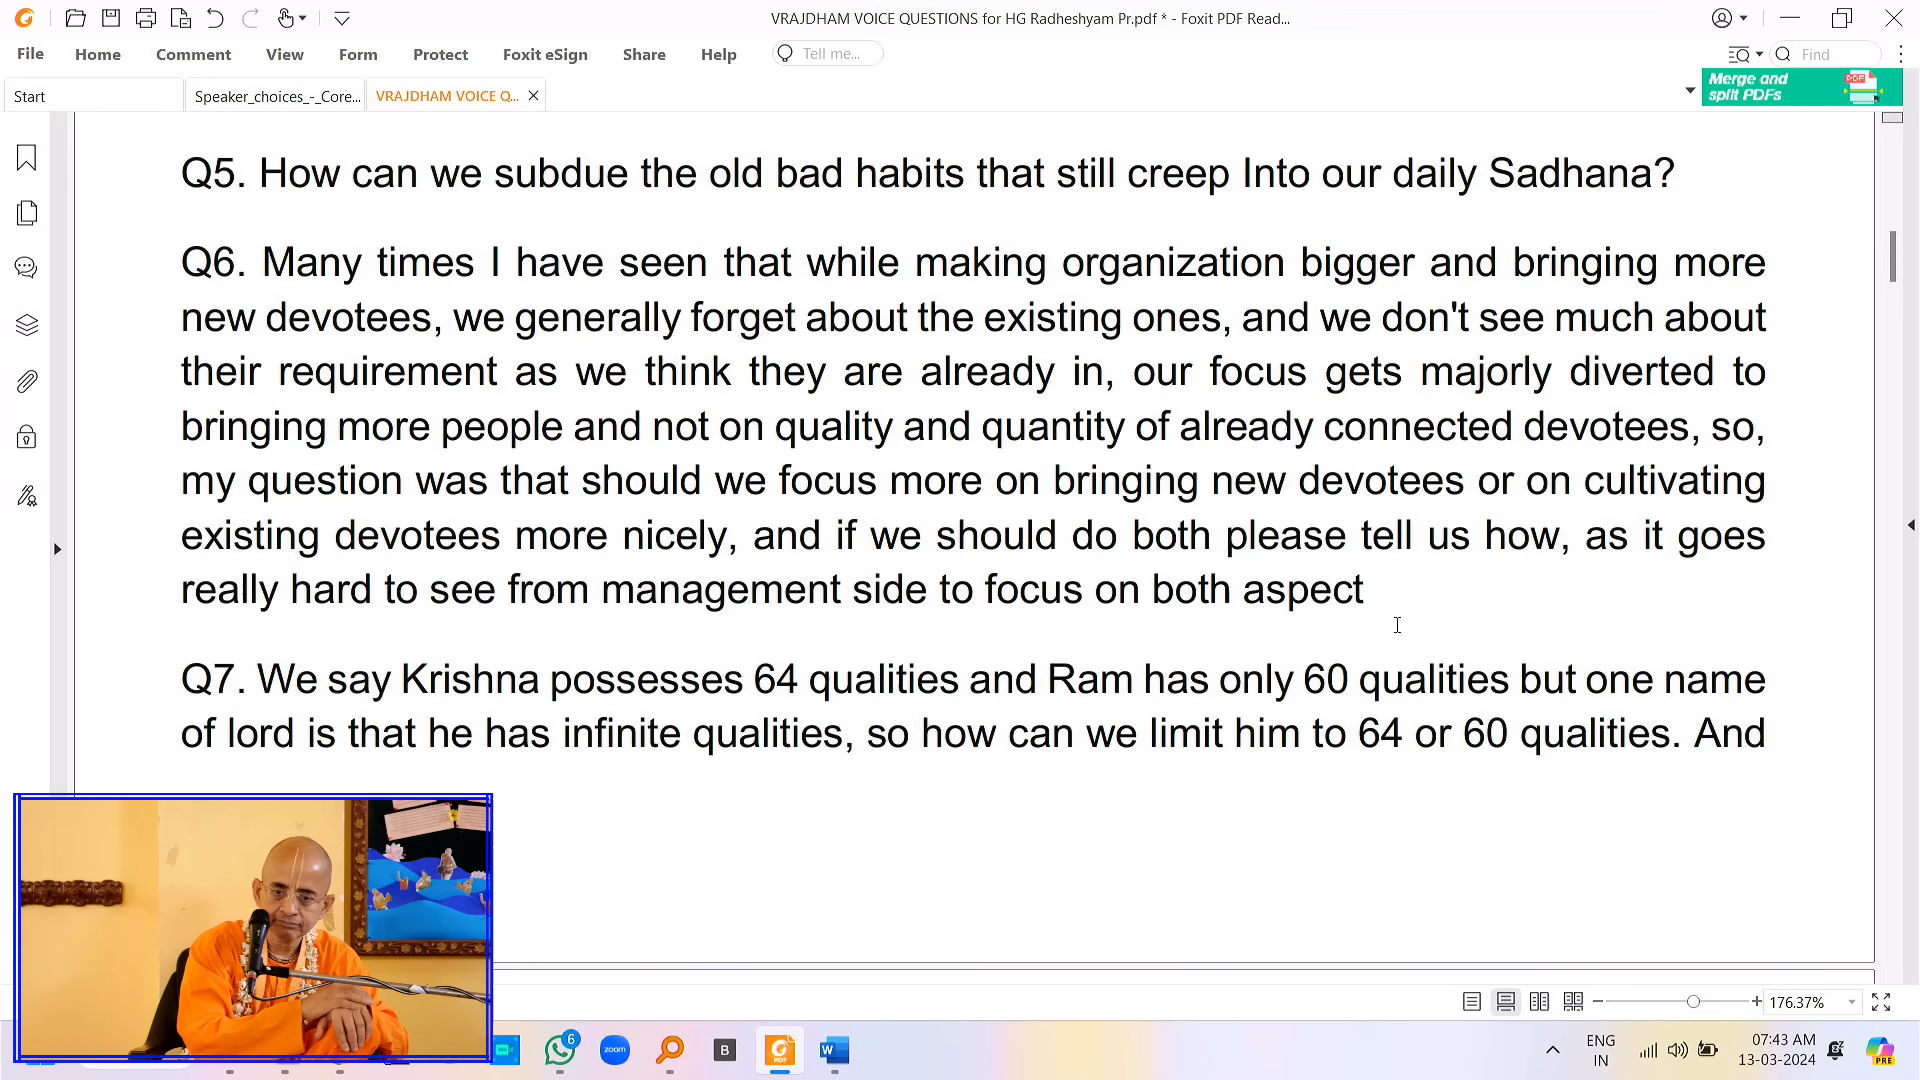 VRAJDHAM VOICE QUESTIONS for HG Radheshyam Pr.pdf * - Foxit PDF Read...
File Home Comment View Form Protect Foxit eSign Share Help Tell me... Find
Start Speaker_choices_-_Core... VRAJDHAM VOICE Q...
Merge and
split PDFs
PDF
Q5. How can we subdue the old bad habits that still creep Into our daily Sadhana?
Q6. Many times I have seen that while making organization bigger and bringing more
new devotees, we generally forget about the existing ones, and we don't see much about
their requirement as we think they are already in, our focus gets majorly diverted to
bringing more people and not on quality and quantity of already connected devotees, so,
my question was that should we focus more on bringing new devotees or on cultivating
existing devotees more nicely, and if we should do both please tell us how, as it goes
really hard to see from management side to focus on both aspect
Q7. We say Krishna possesses 64 qualities and Ram has only 60 qualities but one name
of lord is that he has infinite qualities, so how can we limit him to 64 or 60 qualities. And
176.37%
6
zoom
B
PDF
W
ENG
IN
07:43 AM
13-03-2024
PRE